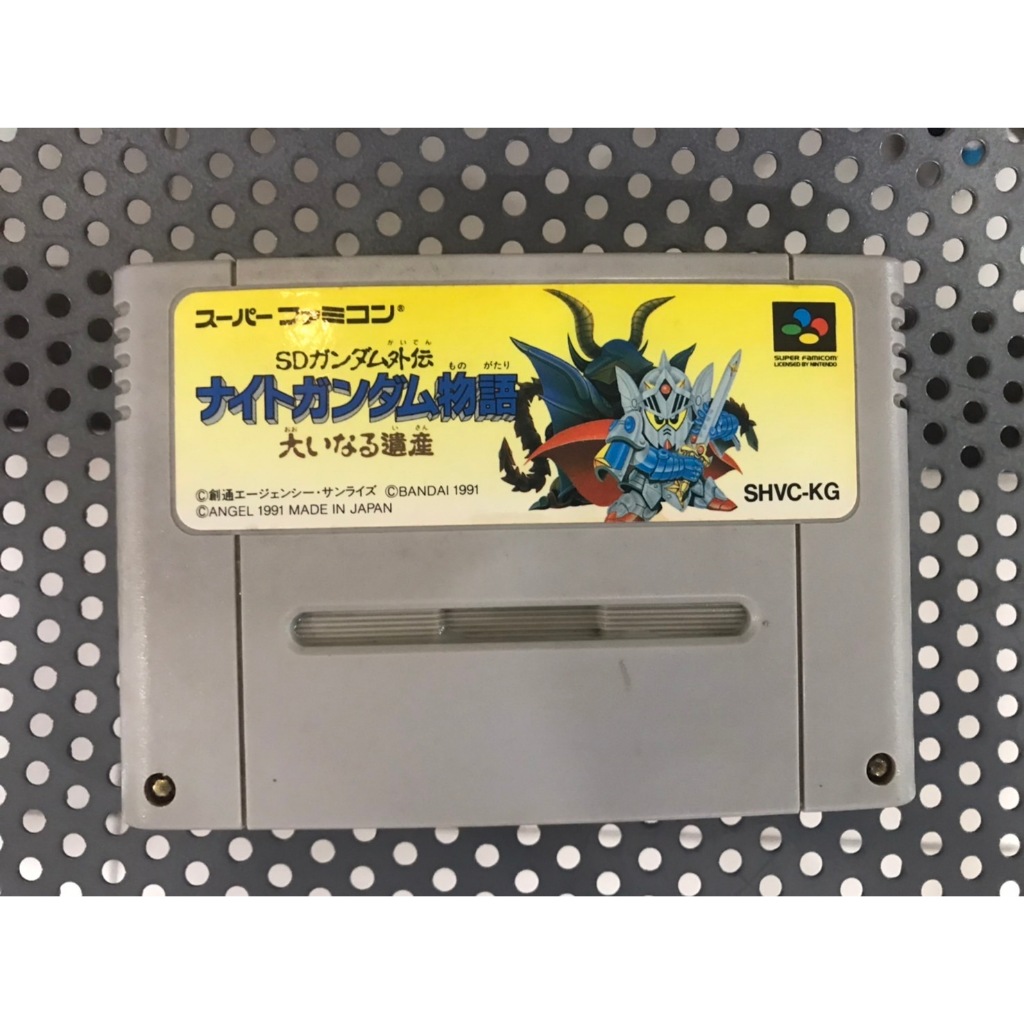 スーパーファミコン®
かいでん
SDガンダム外伝
もの がたり
ナイトガンダム物語
おお い さん
大いなる遺産
©創通エージェンシー・サンライズ ©BANDAI 1991
©ANGEL 1991 MADE IN JAPAN
SUPER FAMICOM
LICENSED BY NINTENDO
SHVC-KG